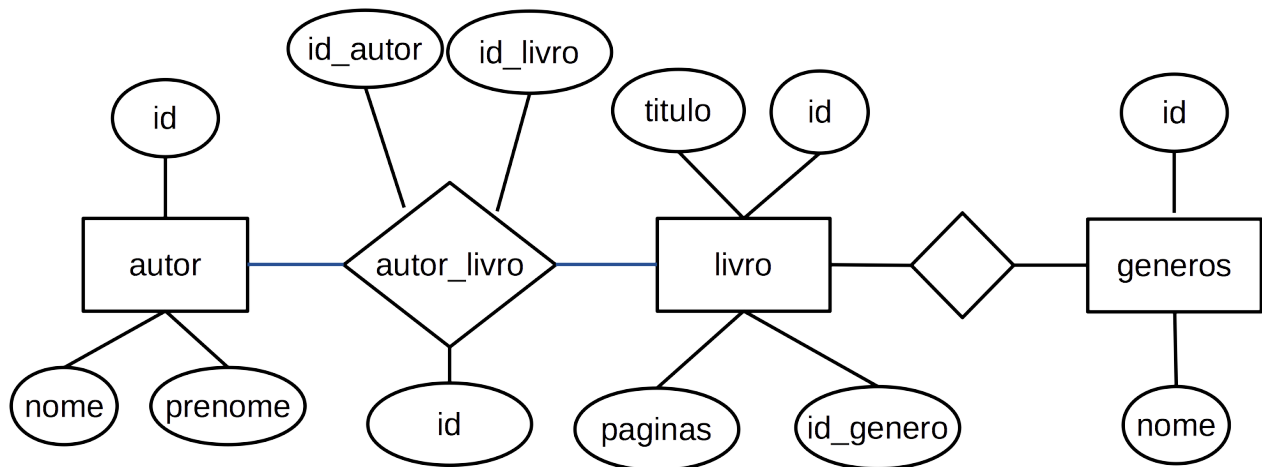 id_autor
id_livro
id
titulo
id
id
autor
autor_livro
livro
generos
nome
prenome
id
paginas
id_genero
nome